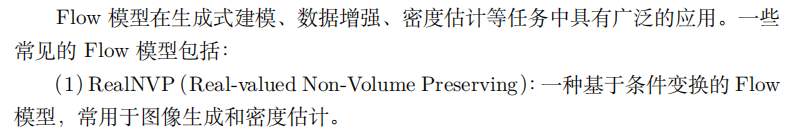 Flow 模型在生成式建模、数据增强、密度估计等任务中具有广泛的应用。一些
常见的 Flow 模型包括：
(1) RealNVP (Real-valued Non-Volume Preserving)：一种基于条件变换的 Flow
模型，常用于图像生成和密度估计。